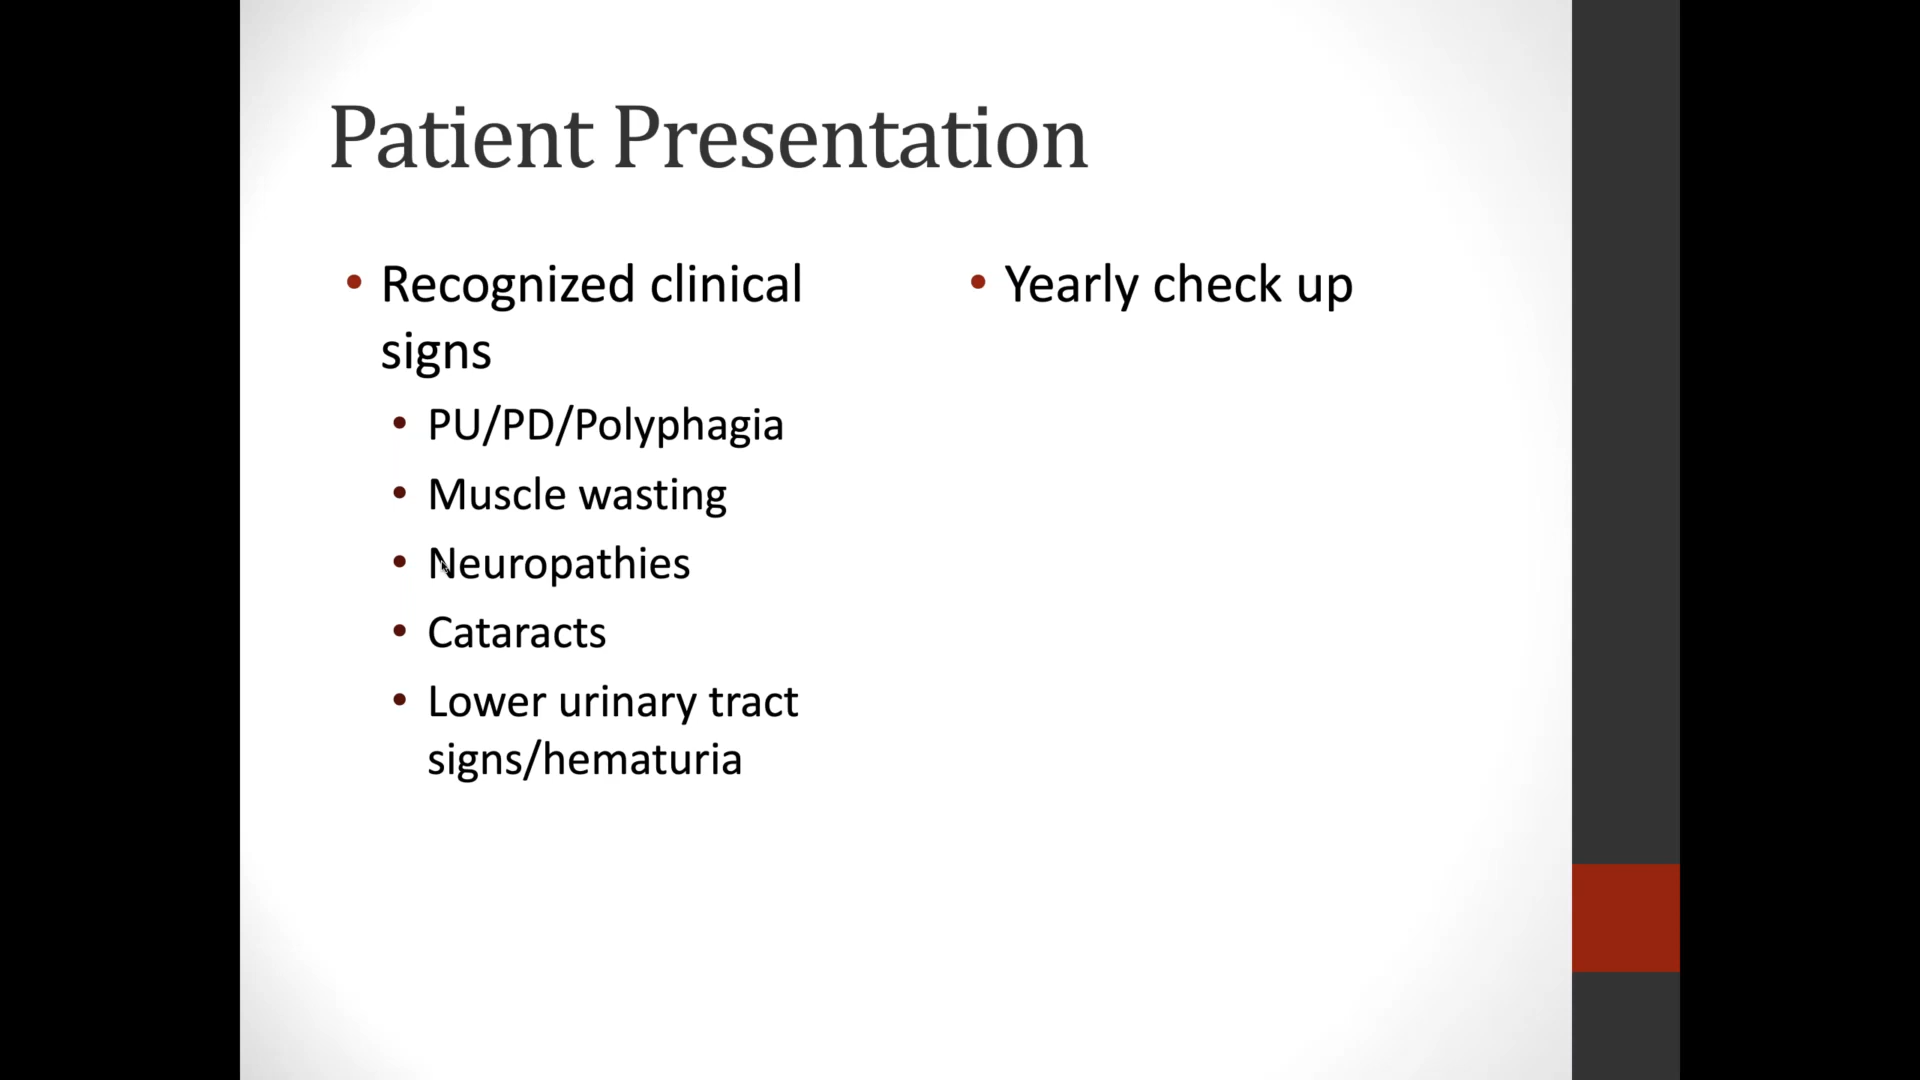 Patient Presentation
• Recognized clinical
signs
• PU/PD/Polyphagia
• Muscle wasting
• Neuropathies
• Cataracts
• Lower urinary tract
signs/hematuria
• Yearly check up